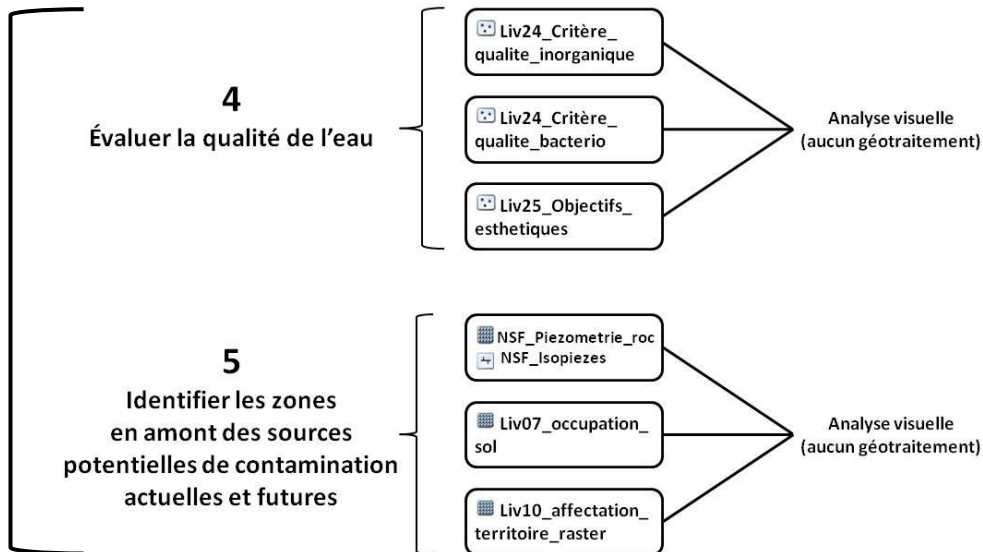 4
Évaluer la qualité de l'eau
Liv24_Critère_
qualite_inorganique
Liv24_Critère_
qualite_bacterio
Liv25_Objectifs_
esthetiques
Analyse visuelle
(aucun géotraitement)
5
Identifier les zones
en amont des sources
potentielles de contamination
actuelles et futures
NSF_Piezometrie_roc
NSF_Isopiezes
Liv07_occupation_
sol
Liv10_affectation_
territoire_raster
Analyse visuelle
(aucun géotraitement)